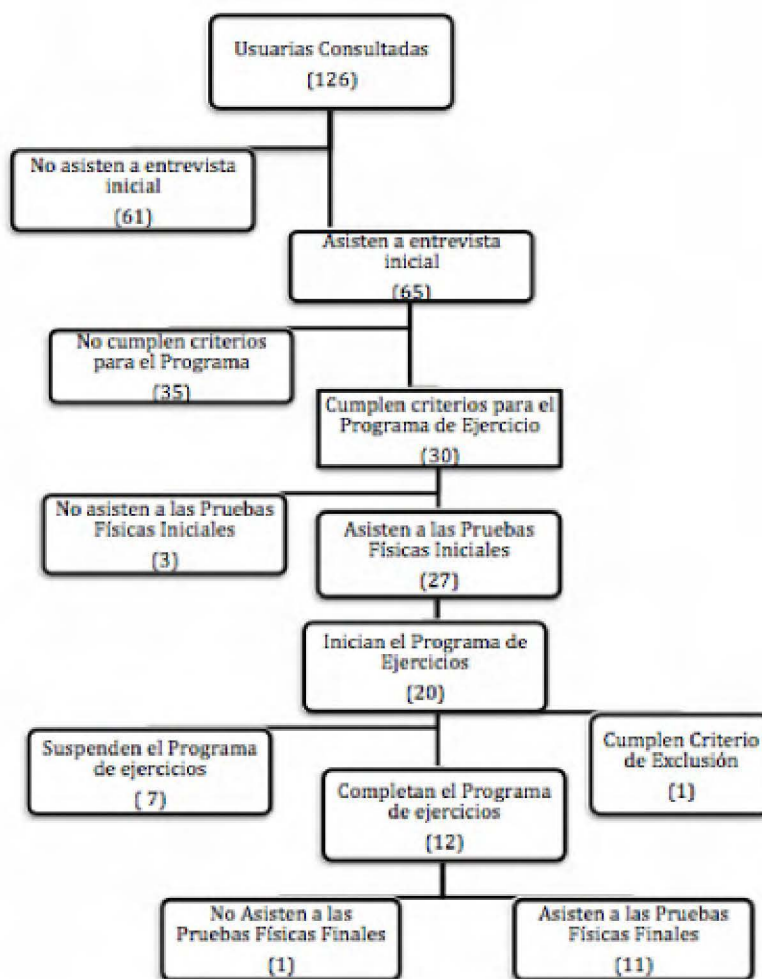 Usuarias Consultadas
(126)
No asisten a entrevista
inicial
(61)
Asisten a entrevista
inicial
(65)
No cumplen criterios
para el Programa
(35)
Cumplen criterios para el
Programa de Ejercicio
(30)
No asisten a las Pruebas
Físicas Iniciales
(3)
Asisten a las Pruebas
Físicas Iniciales
(27)
Inician el Programa de
Ejercicios
(20)
Suspenden el Programa
de ejercicios
( 7)
Cumplen Criterio
de Exclusión
(1)
Completan el Programa
de ejercicios
(12)
No Asisten a las
Pruebas Físicas Finales
(1)
Asisten a las Pruebas
Físicas Finales
(11)